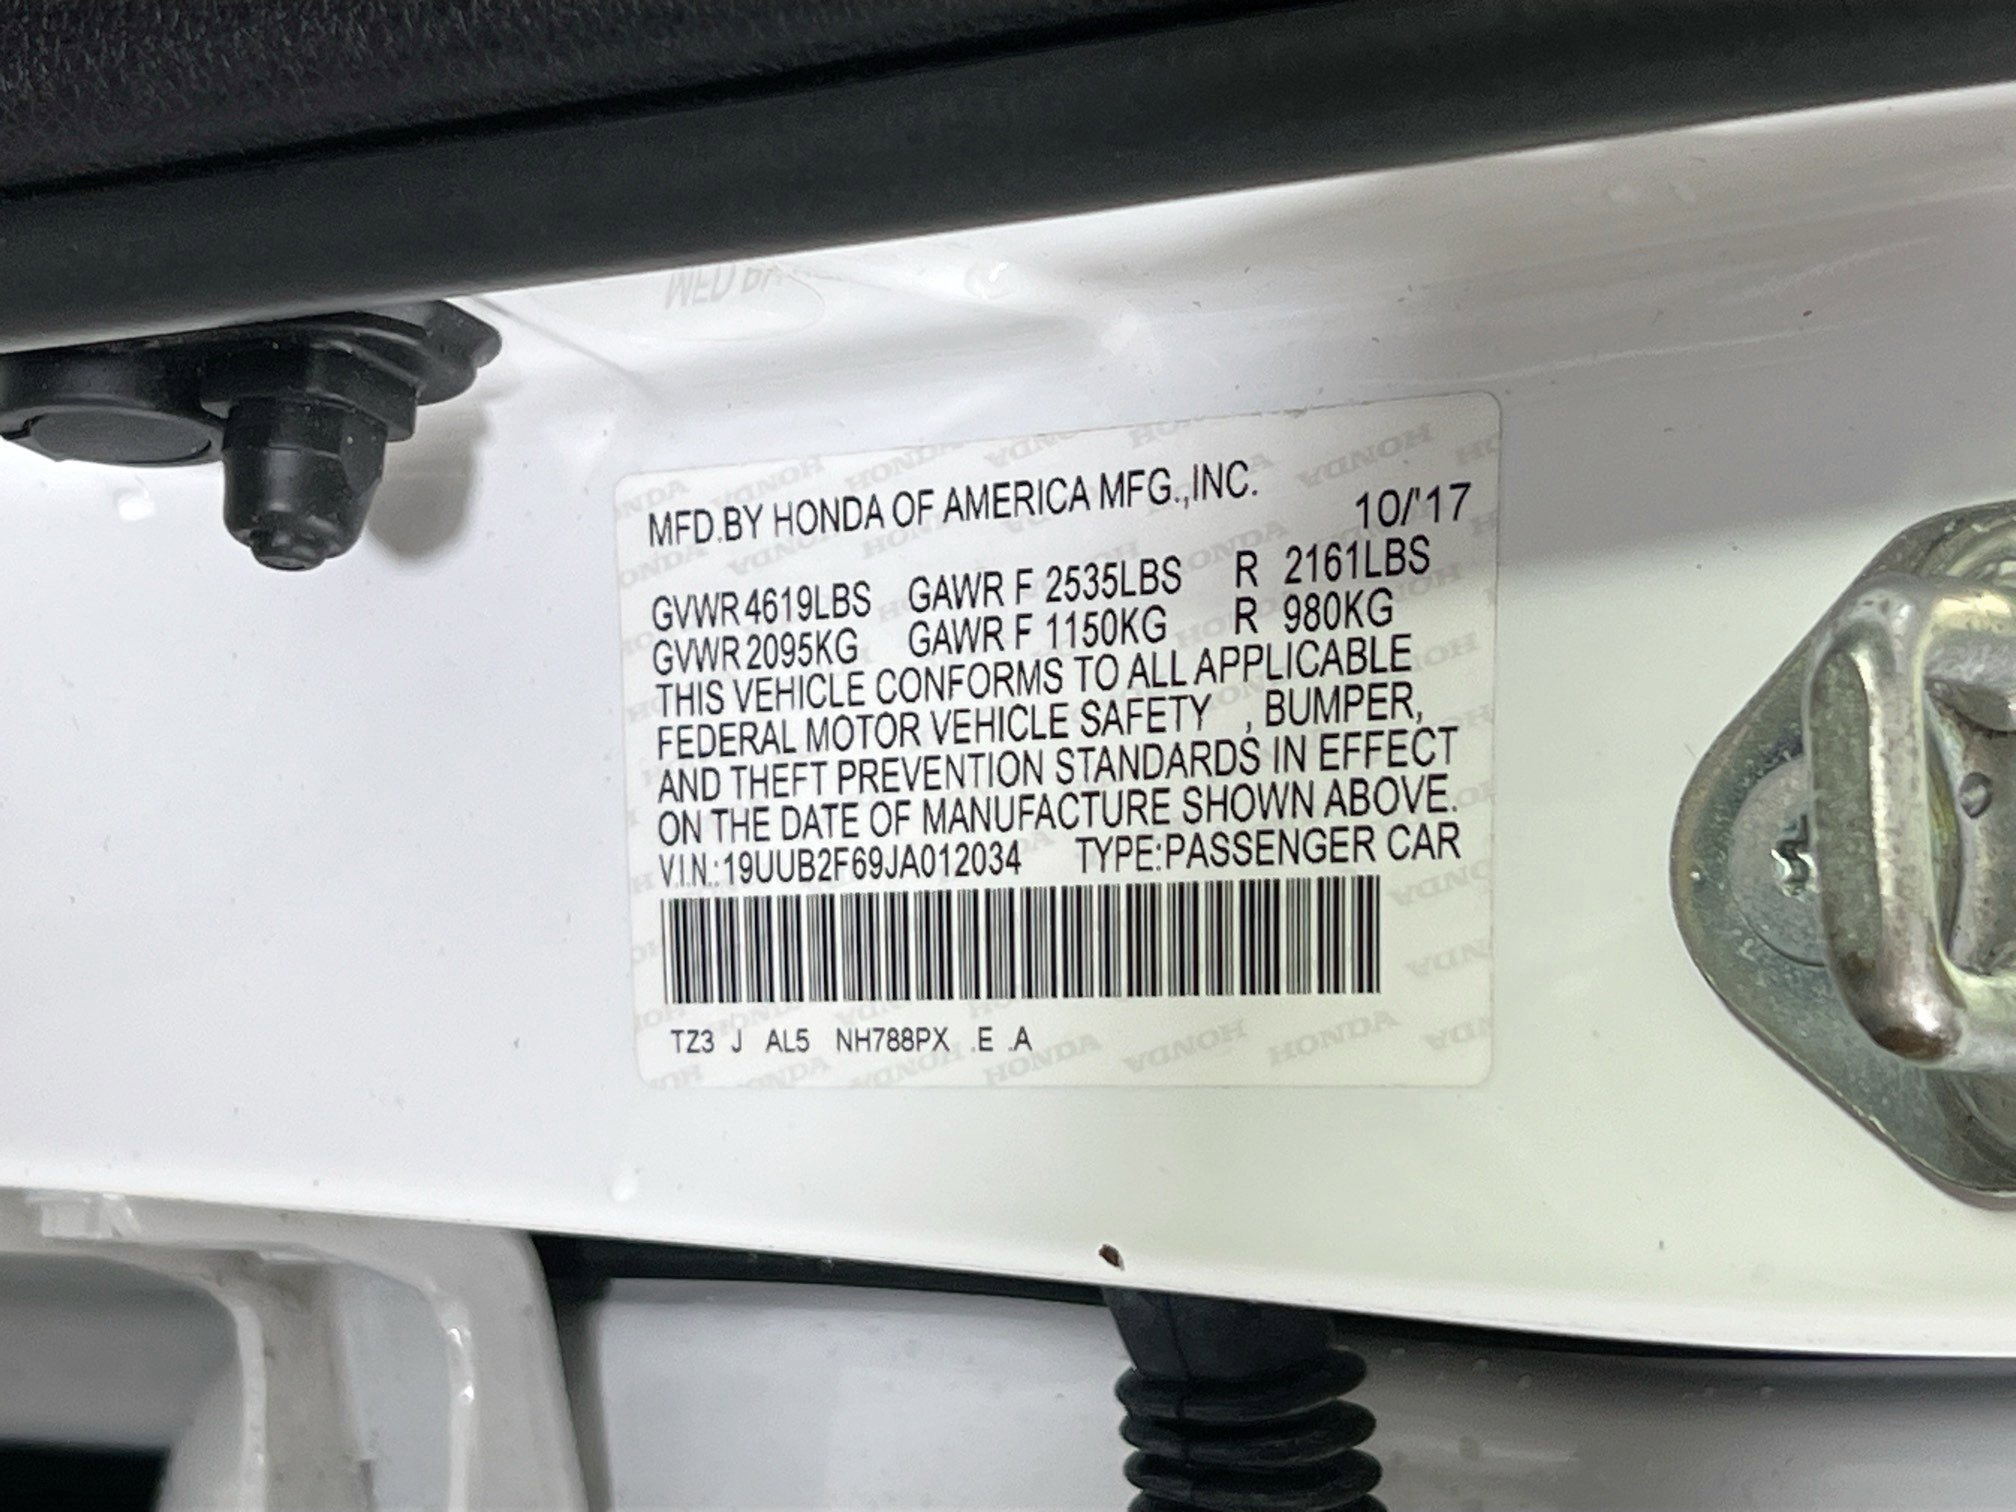 MFD.BY HONDA OF AMERICA MFG.,INC.
10/'17
GVWR 4619LBS GAWR F 2535LBS R 2161LBS
GVWR 2095KG GAWR F 1150KG R 980KG
THIS VEHICLE CONFORMS TO ALL APPLICABLE
FEDERAL MOTOR VEHICLE SAFETY , BUMPER,
AND THEFT PREVENTION STANDARDS IN EFFECT
ON THE DATE OF MANUFACTURE SHOWN ABOVE.
V.I.N.:19UUB2F69JA012034 TYPE:PASSENGER CAR
TZ3 J AL5 NH788PX .E .A